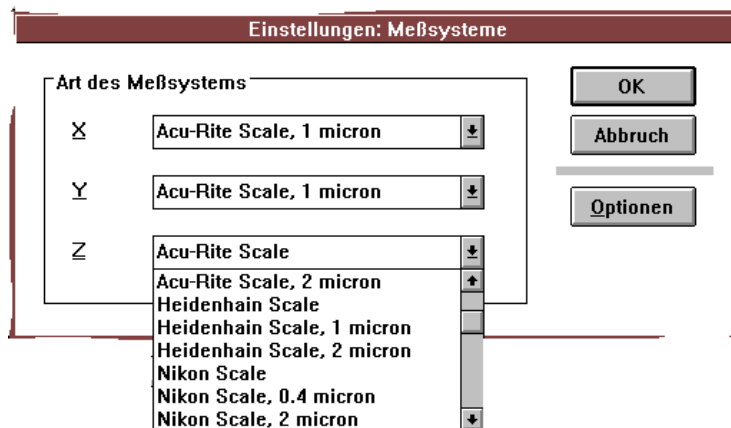 Einstellungen: Meßsysteme
Art des Meßsystems
X Acu-Rite Scale, 1 micron
Y Acu-Rite Scale, 1 micron
Z Acu-Rite Scale
Acu-Rite Scale, 2 micron
Heidenhain Scale
Heidenhain Scale, 1 micron
Heidenhain Scale, 2 micron
Nikon Scale
Nikon Scale, 0.4 micron
Nikon Scale, 2 micron
OK
Abbruch
Optionen